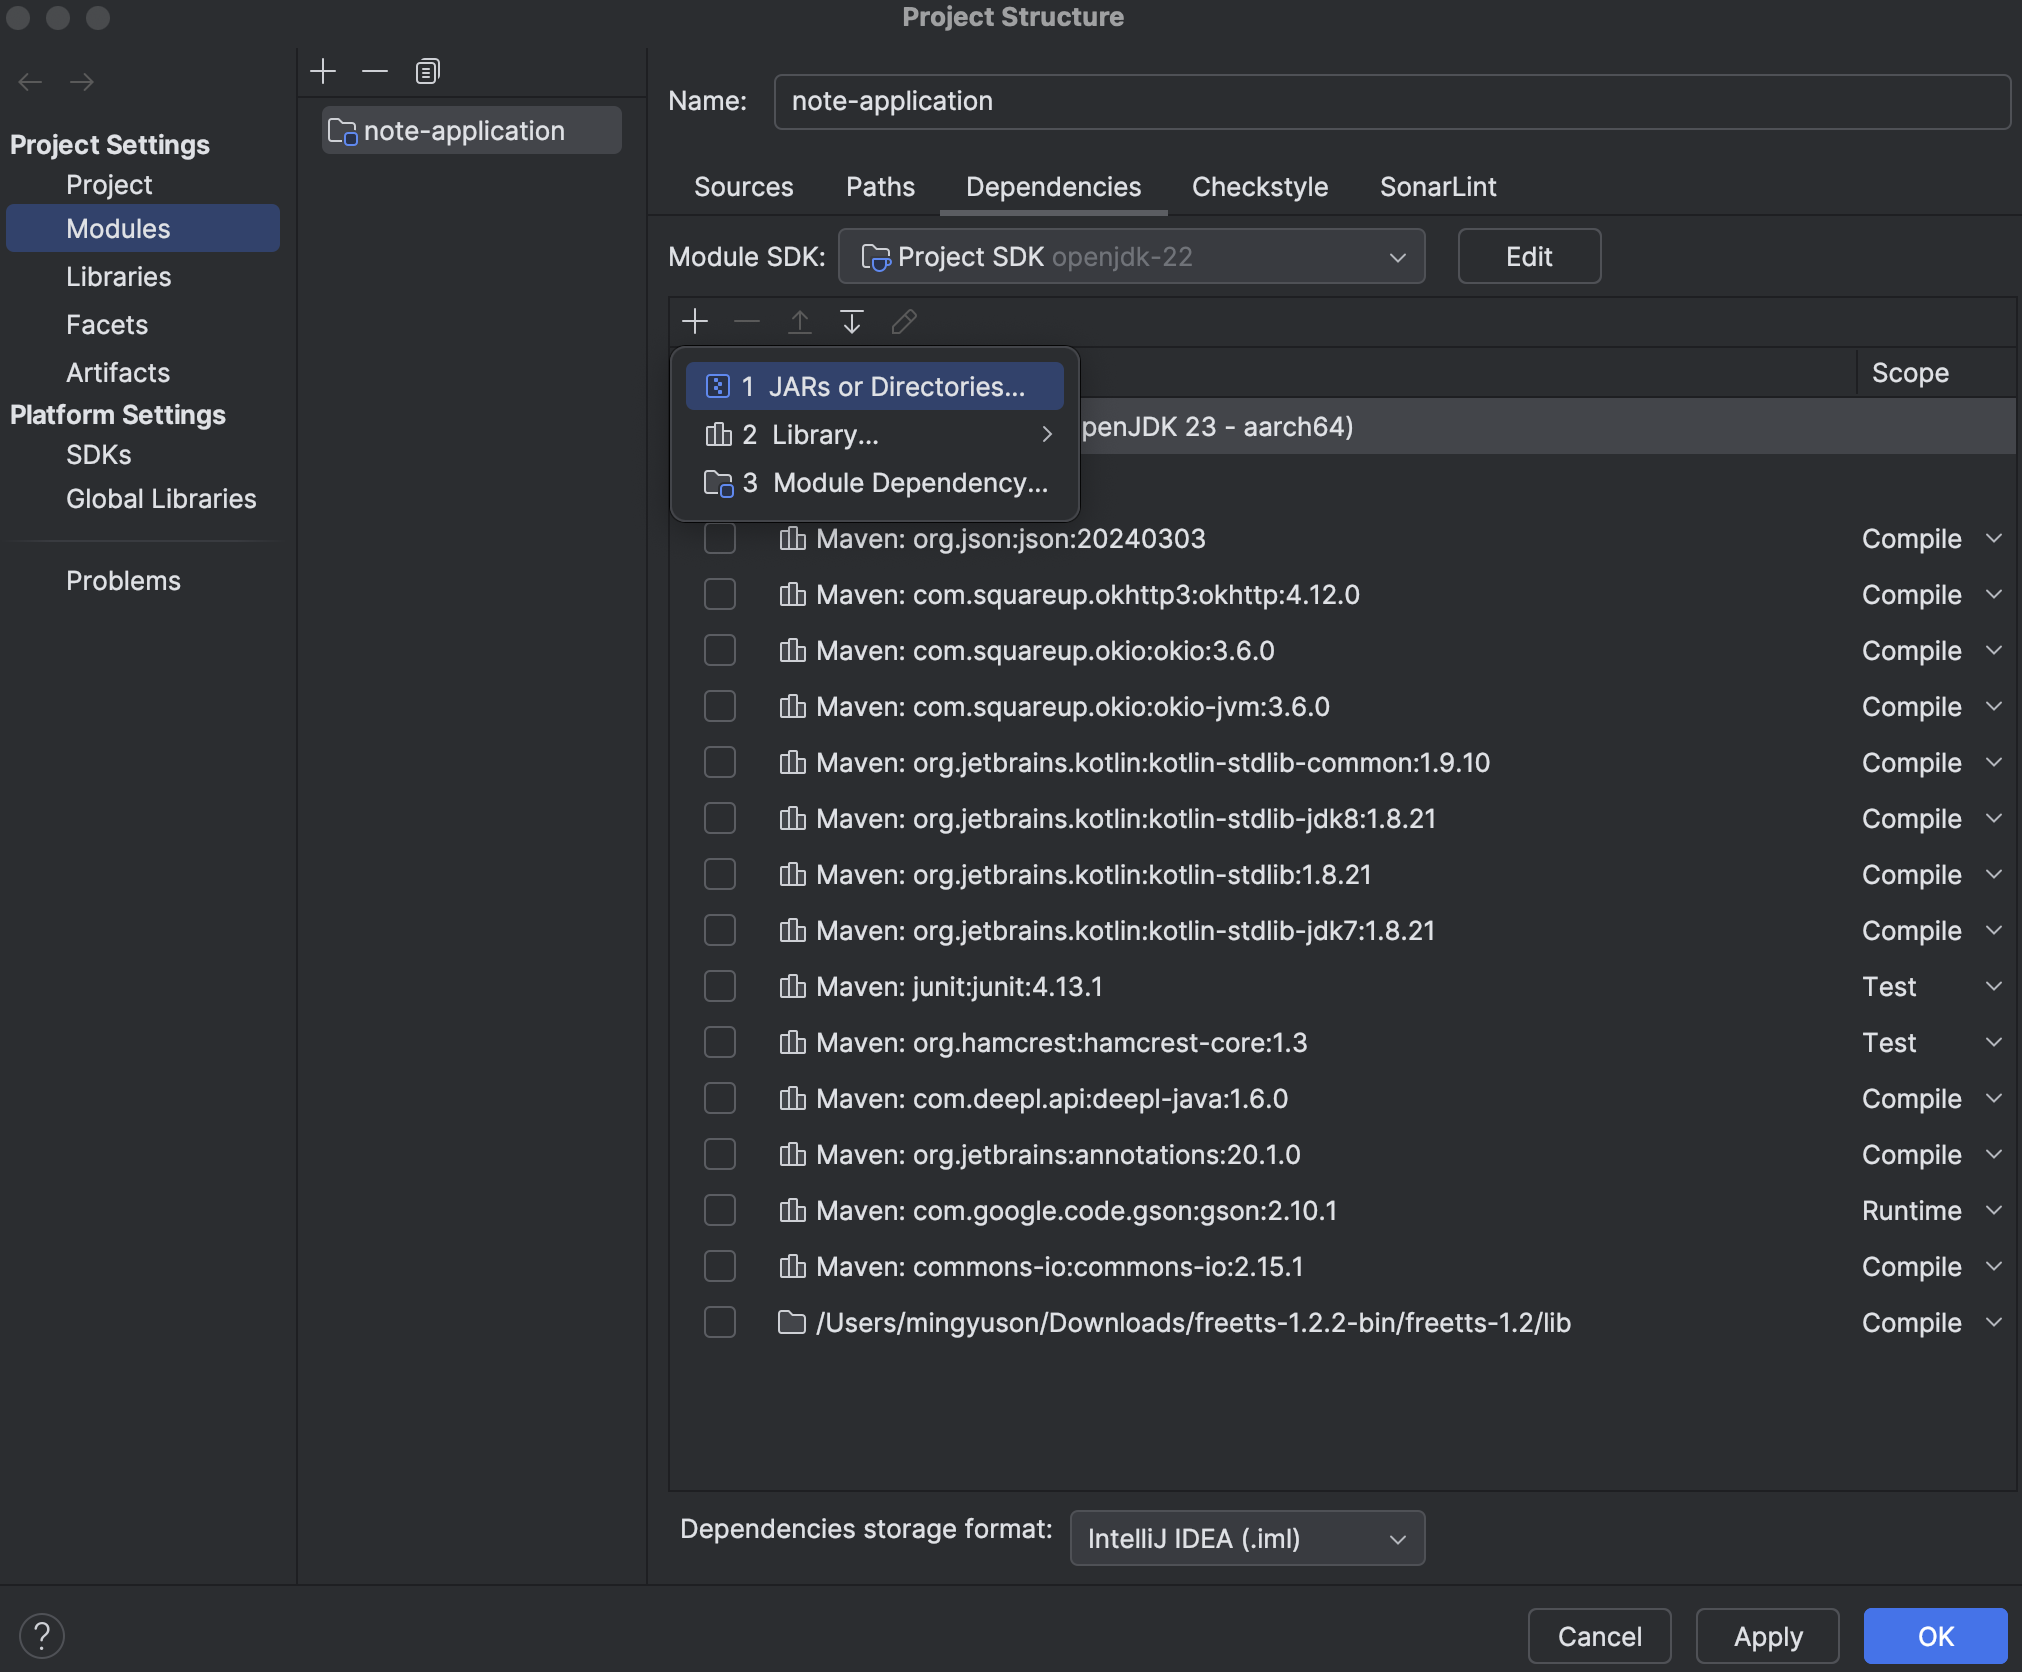 Project Structure
Project Settings
Project
Modules
Libraries
Facets
Artifacts
Platform Settings
SDKs
Global Libraries
Problems
note-application
Name: note-application
Sources Paths Dependencies Checkstyle SonarLint
Module SDK: Project SDK openjdk-22 Edit
1 JARs or Directories...
2 Library...
3 Module Dependency...
Scope
penJDK 23 - aarch64)
Maven: org.json:json:20240303 Compile
Maven: com.squareup.okhttp3:okhttp:4.12.0 Compile
Maven: com.squareup.okio:okio:3.6.0 Compile
Maven: com.squareup.okio:okio-jvm:3.6.0 Compile
Maven: org.jetbrains.kotlin:kotlin-stdlib-common:1.9.10 Compile
Maven: org.jetbrains.kotlin:kotlin-stdlib-jdk8:1.8.21 Compile
Maven: org.jetbrains.kotlin:kotlin-stdlib:1.8.21 Compile
Maven: org.jetbrains.kotlin:kotlin-stdlib-jdk7:1.8.21 Compile
Maven: junit:junit:4.13.1 Test
Maven: org.hamcrest:hamcrest-core:1.3 Test
Maven: com.deepl.api:deepl-java:1.6.0 Compile
Maven: org.jetbrains:annotations:20.1.0 Compile
Maven: com.google.code.gson:gson:2.10.1 Runtime
Maven: commons-io:commons-io:2.15.1 Compile
/Users/mingyuson/Downloads/freetts-1.2.2-bin/freetts-1.2/lib Compile
Dependencies storage format: IntelliJ IDEA (.iml)
? Cancel Apply OK